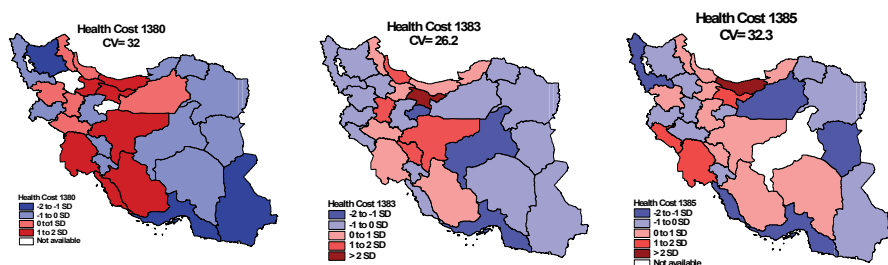 Health Cost 1380
CV= 32
Health Cost 1380
-2 to -1 SD
-1 to 0 SD
0 to1 SD
1 to 2 SD
Not available
Health Cost 1383
CV= 26.2
Health Cost 1383
-2 to -1 SD
-1 to 0 SD
0 to 1 SD
1 to 2 SD
> 2 SD
Health Cost 1385
CV= 32.3
Health Cost 1385
-2 to -1 SD
-1 to 0 SD
0 to 1 SD
1 to 2 SD
> 2 SD
Not available